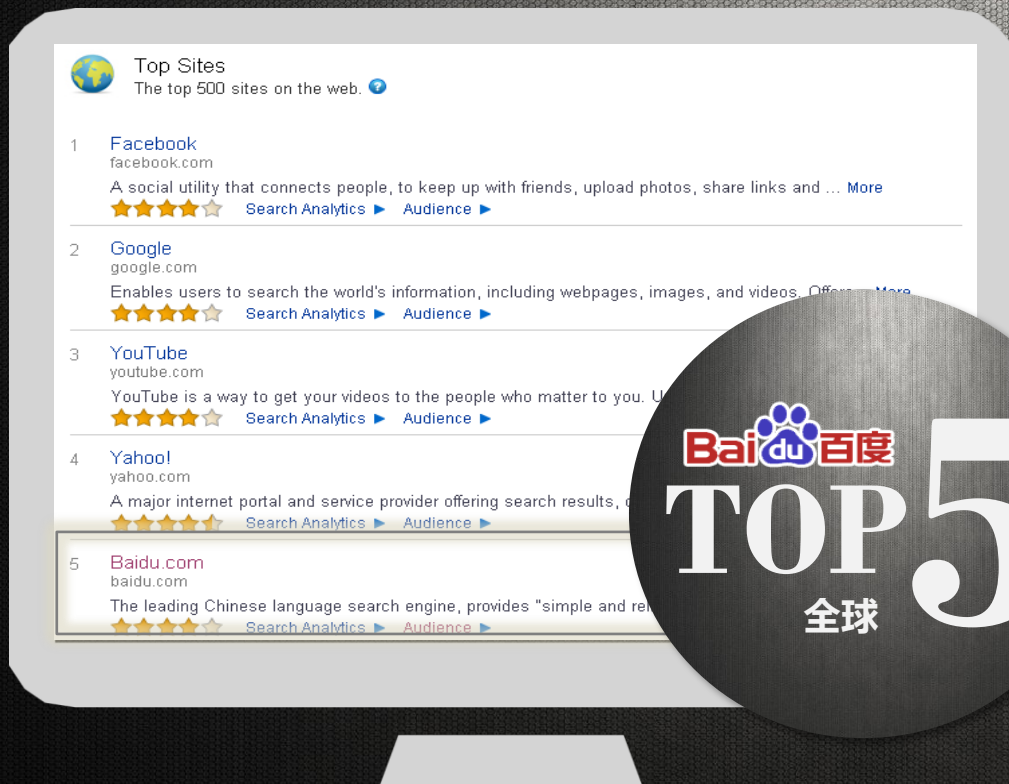 Top Sites
The top 500 sites on the web.
1 Facebook
facebook.com
A social utility that connects people, to keep up with friends, upload photos, share links and ... More
Search Analytics Audience
2 Google
google.com
Enables users to search the world's information, including webpages, images, and videos. More
Search Analytics Audience
3 YouTube
youtube.com
YouTube is a way to get your videos to the people who matter to you.
Search Analytics Audience
4 Yahoo!
yahoo.com
A major internet portal and service provider offering search results,
Search Analytics Audience
5 Baidu.com
baidu.com
The leading Chinese language search engine, provides "simple and
Search Analytics Audience
Bai du 百度
TOP 5
全球